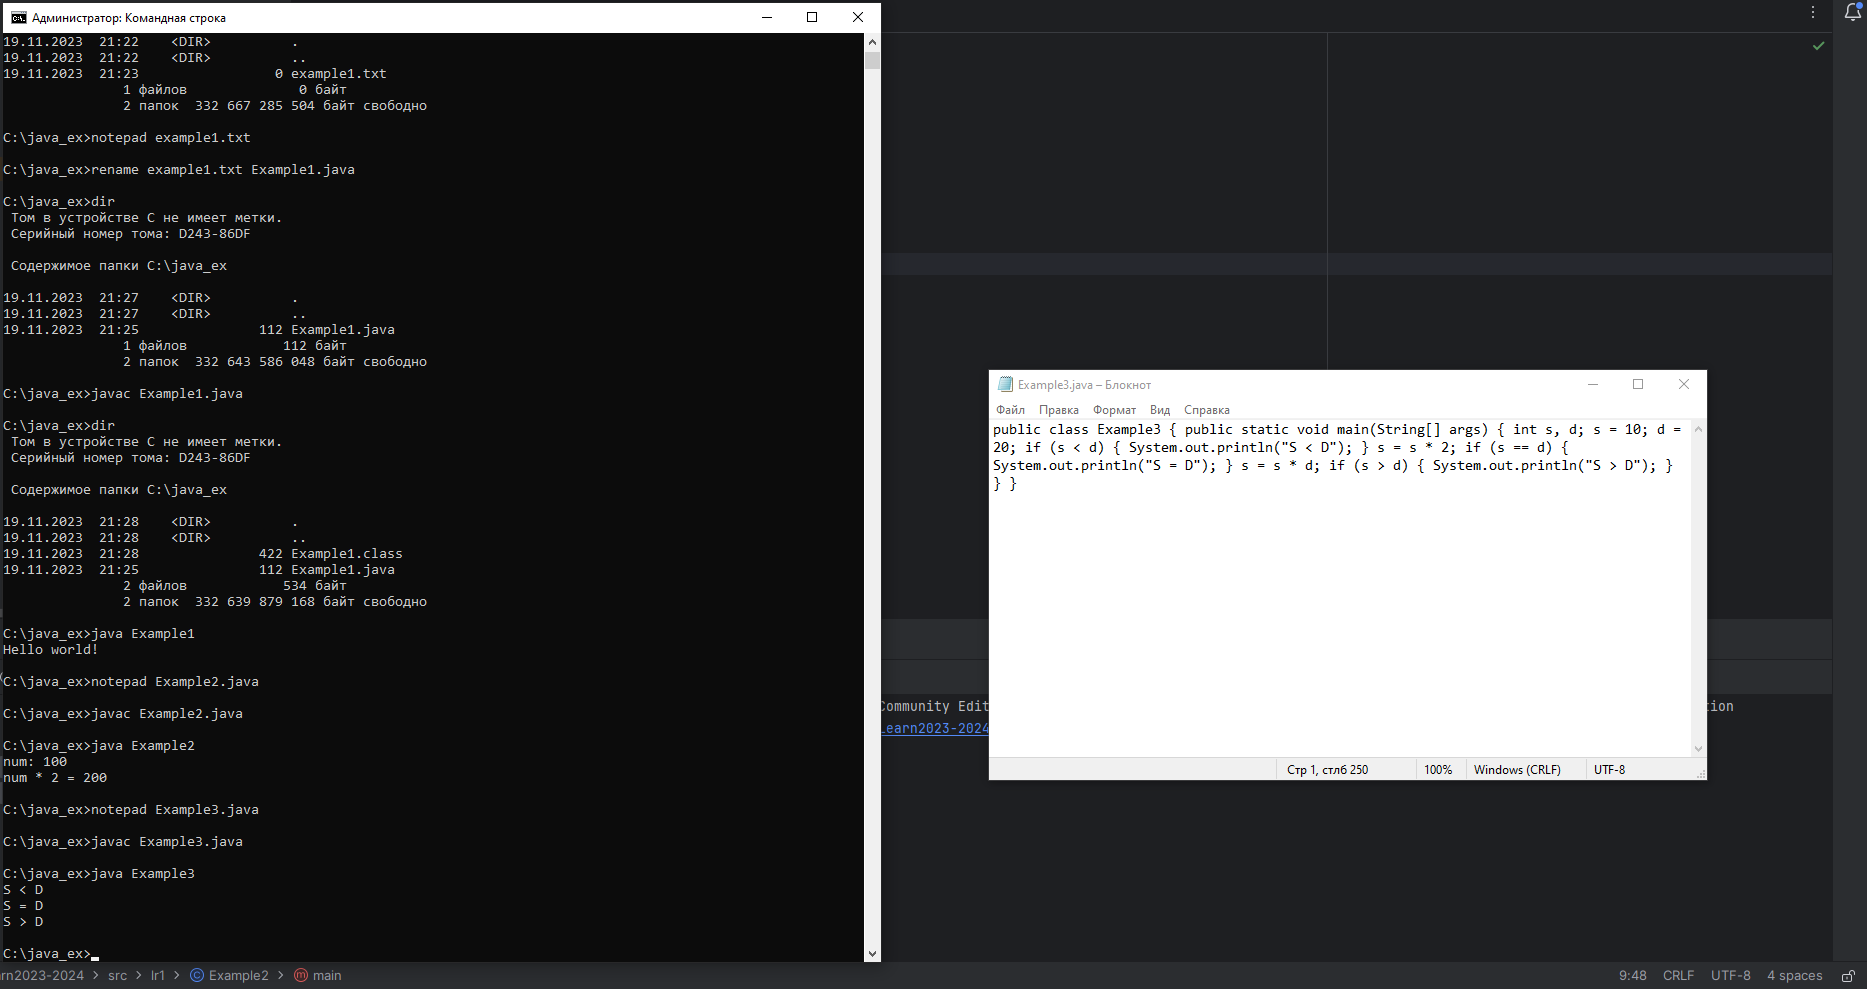 Администратор: Командная строка
19.11.2023  21:22    <DIR>          .
19.11.2023  21:22    <DIR>          ..
19.11.2023  21:23                 0 example1.txt
               1 файлов              0 байт
               2 папок  332 667 285 504 байт свободно
C:\java_ex>notepad example1.txt
C:\java_ex>rename example1.txt Example1.java
C:\java_ex>dir
 Том в устройстве C не имеет метки.
 Серийный номер тома: D243-86DF
 Содержимое папки C:\java_ex
19.11.2023  21:27    <DIR>          .
19.11.2023  21:27    <DIR>          ..
19.11.2023  21:25               112 Example1.java
               1 файлов            112 байт
               2 папок  332 643 586 048 байт свободно
C:\java_ex>javac Example1.java
C:\java_ex>dir
 Том в устройстве C не имеет метки.
 Серийный номер тома: D243-86DF
 Содержимое папки C:\java_ex
19.11.2023  21:28    <DIR>          .
19.11.2023  21:28    <DIR>          ..
19.11.2023  21:28               422 Example1.class
19.11.2023  21:25               112 Example1.java
               2 файлов            534 байт
               2 папок  332 639 879 168 байт свободно
C:\java_ex>java Example1
Hello world!
C:\java_ex>notepad Example2.java
C:\java_ex>javac Example2.java
C:\java_ex>java Example2
num: 100
num * 2 = 200
C:\java_ex>notepad Example3.java
C:\java_ex>javac Example3.java
C:\java_ex>java Example3
S < D
S = D
S > D
C:\java_ex>
Example3.java – Блокнот
Файл Правка Формат Вид Справка
public class Example3 { public static void main(String[] args) { int s, d; s = 10; d =
20; if (s < d) { System.out.println("S < D"); } s = s * 2; if (s == d) {
System.out.println("S = D"); } s = s * d; if (s > d) { System.out.println("S > D"); }
} }
Стр 1, стлб 250 100% Windows (CRLF) UTF-8
Community Edit
tion
Learn2023-2024
rn2023-2024 > src > lr1 > Example2 > main
9:48 CRLF UTF-8 4 spaces